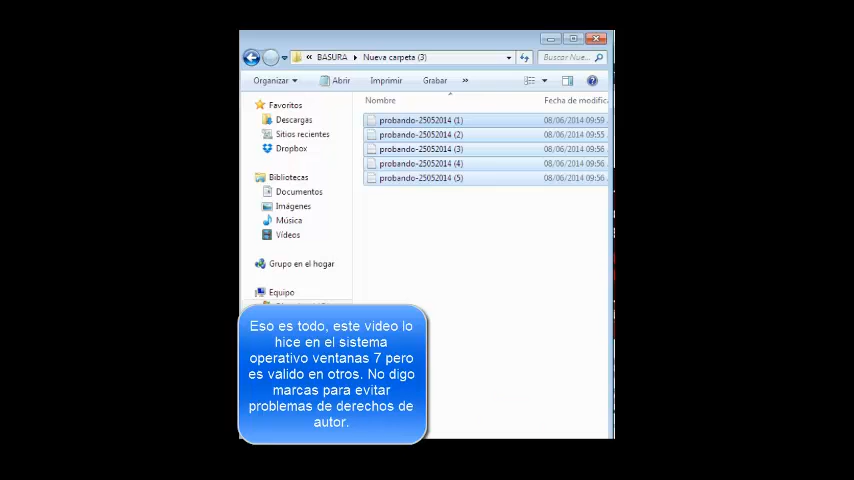 « BASURA ▸ Nueva carpeta (3)
Buscar Nue...
Organizar Abrir Imprimir Grabar »
Nombre Fecha de modifica
Favoritos
Descargas
Sitios recientes
Dropbox
Bibliotecas
Documentos
Imágenes
Música
Vídeos
Grupo en el hogar
Equipo
probando-25052014 (1) 08/06/2014 09:59
probando-25052014 (2) 08/06/2014 09:55
probando-25052014 (3) 08/06/2014 09:56
probando-25052014 (4) 08/06/2014 09:56
probando-25052014 (5) 08/06/2014 09:56
Eso es todo, este video lo
hice en el sistema
operativo ventanas 7 pero
es valido en otros. No digo
marcas para evitar
problemas de derechos de
autor.